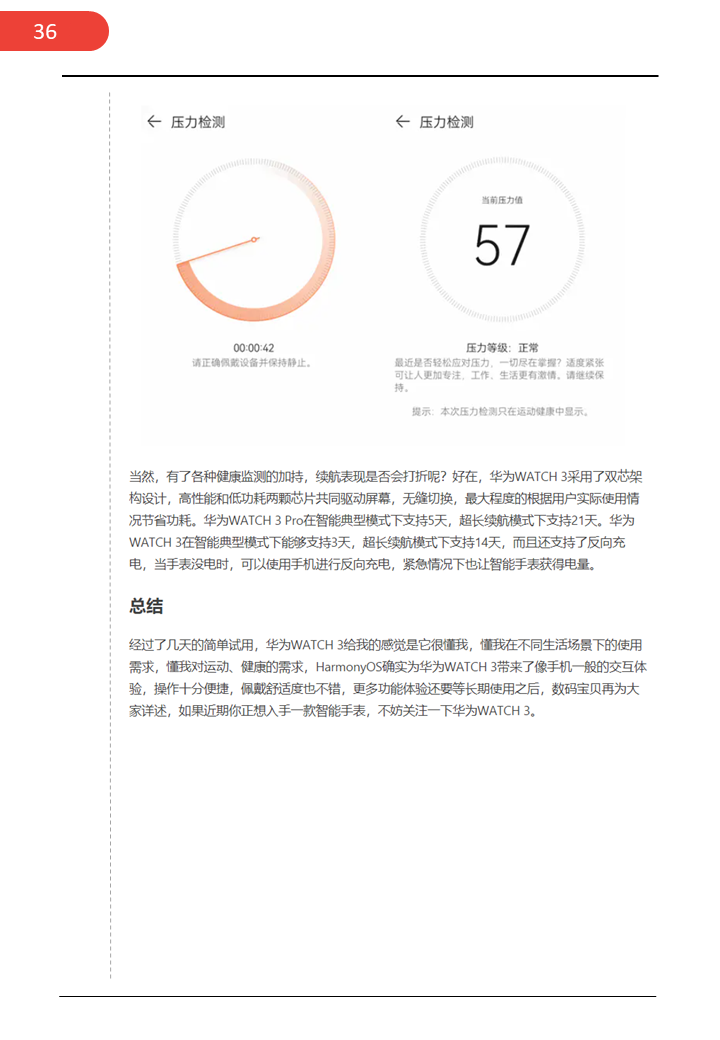 36
压力检测
00:00:42
请正确佩戴设备并保持静止。
压力检测
当前压力值
57
压力等级：正常
最近是否轻松应对压力，一切尽在掌握？适度紧张
可让人更加专注，工作、生活更有激情。请继续保
持。
提示：本次压力检测只在运动健康中显示。
当然，有了各种健康监测的加持，续航表现是否会打折呢？好在，华为WATCH 3采用了双芯架
构设计，高性能和低功耗两颗芯片共同驱动屏幕，无缝切换，最大程度的根据用户实际使用情
况节省功耗。华为WATCH 3 Pro在智能典型模式下支持5天，超长续航模式下支持21天。华为
WATCH 3在智能典型模式下能够支持3天，超长续航模式下支持14天，而且还支持了反向充
电，当手表没电时，可以使用手机进行反向充电，紧急情况下也让智能手表获得电量。
总结
经过了几天的简单试用，华为WATCH 3给我的感觉是它很懂我，懂我在不同生活场景下的使用
需求，懂我对运动、健康的需求，HarmonyOS确实为华为WATCH 3带来了像手机一般的交互体
验，操作十分便捷，佩戴舒适度也不错，更多功能体验还要等长期使用之后，数码宝贝再为大
家详述，如果近期你正想入手一款智能手表，不妨关注一下华为WATCH 3。